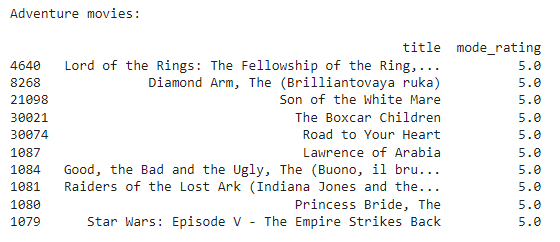 Adventure movies:
title mode_rating
4640 Lord of the Rings: The Fellowship of the Ring,... 5.0
8268 Diamond Arm, The (Brilliantovaya ruka) 5.0
21098 Son of the White Mare 5.0
30021 The Boxcar Children 5.0
30074 Road to Your Heart 5.0
1087 Lawrence of Arabia 5.0
1084 Good, the Bad and the Ugly, The (Buono, il bru... 5.0
1081 Raiders of the Lost Ark (Indiana Jones and the... 5.0
1080 Princess Bride, The 5.0
1079 Star Wars: Episode V - The Empire Strikes Back 5.0